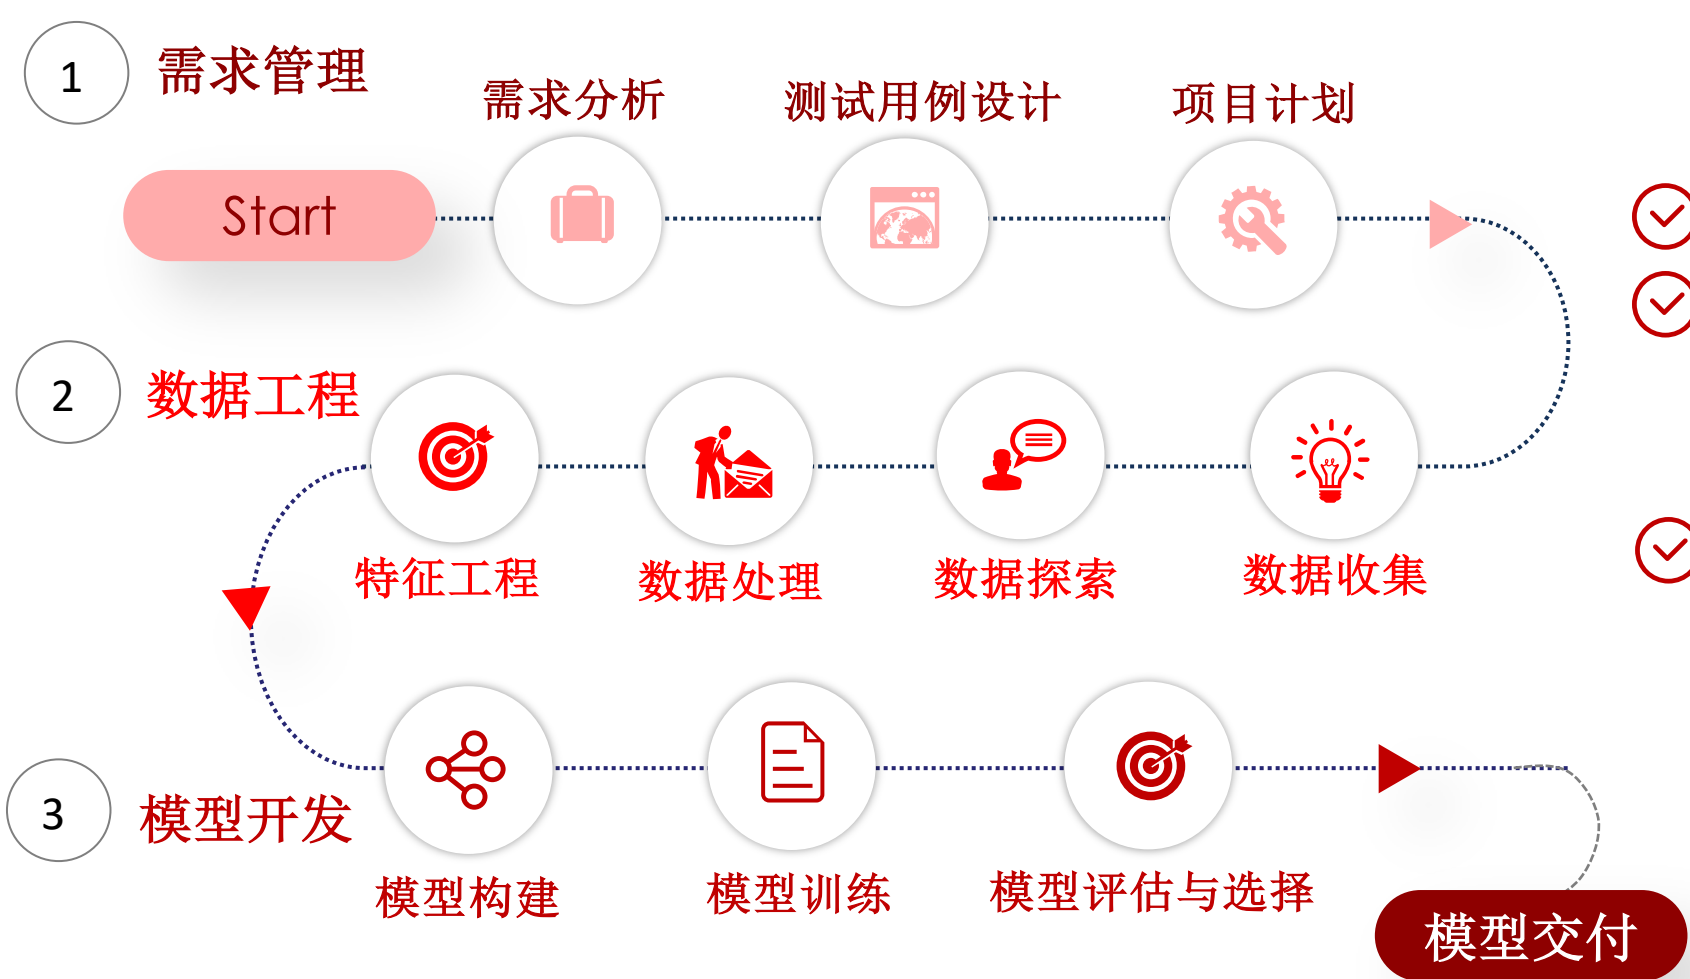 1
需求管理
需求分析
测试用例设计
项目计划
Start
2
数据工程
特征工程
数据处理
数据探索
数据收集
3
模型开发
模型构建
模型训练
模型评估与选择
模型交付